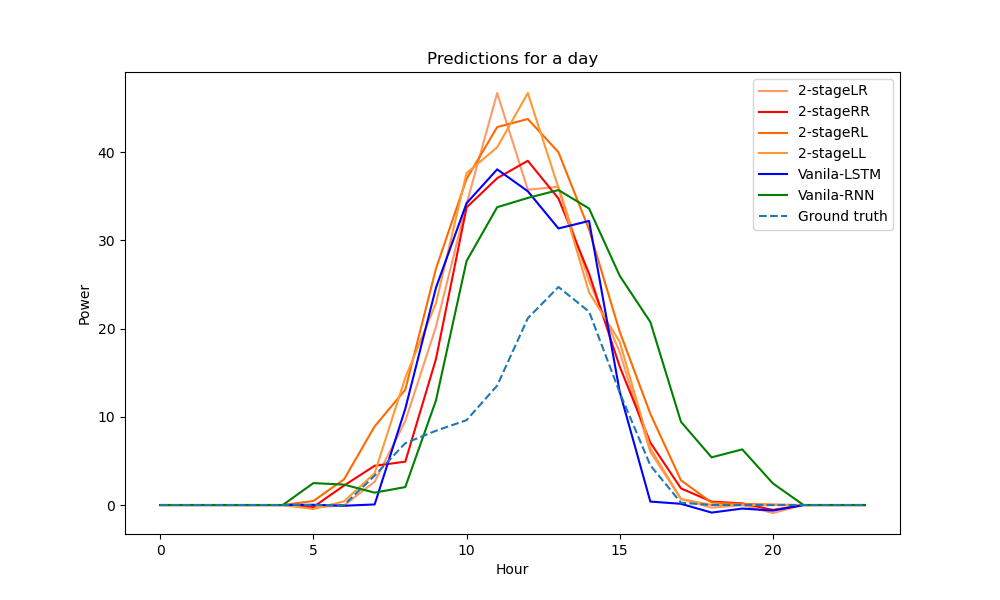 Predictions for a day
2-stageLR
2-stageRR
2-stageRL
2-stageLL
Vanila-LSTM
Vanila-RNN
Ground truth
Power
40
30
20
10
0
0 5 10 15 20
Hour